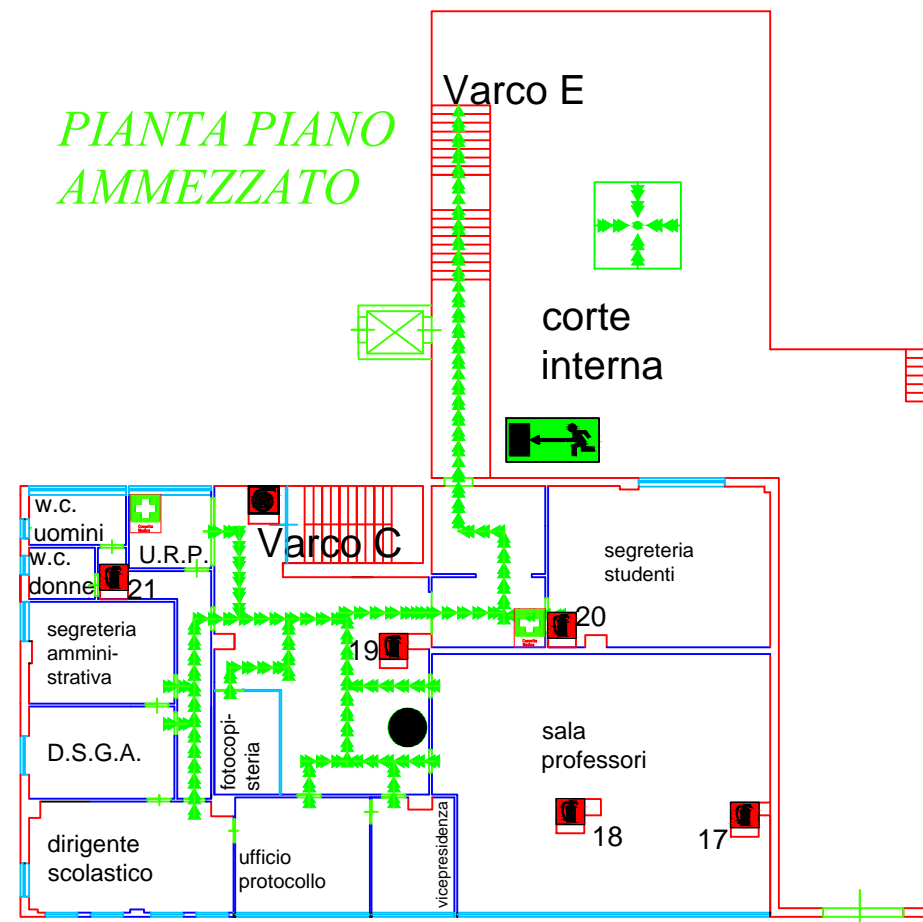 Varco E
PIANTA PIANO
AMMEZZATO
corte
interna
w.c.
uomini
U.R.P.
Varco C
w.c.
donne
21
segreteria
studenti
segreteria
ammini-
strativa
19
20
D.S.G.A.
fotocopi-
steria
sala
professori
dirigente
scolastico
ufficio
protocollo
vicepresidenza
18
17